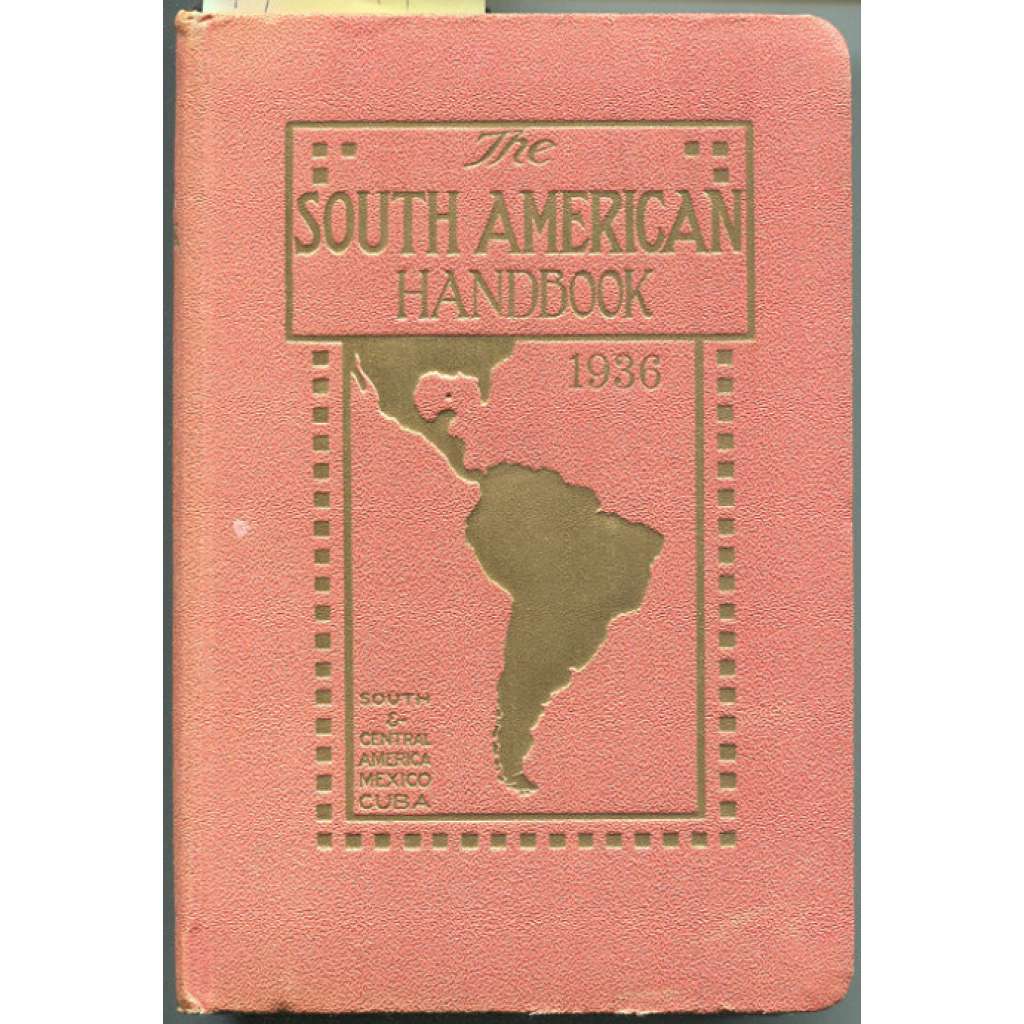 The
SOUTH AMERICAN
HANDBOOK
1936
SOUTH
&
CENTRAL
AMERICA
MEXICO
CUBA